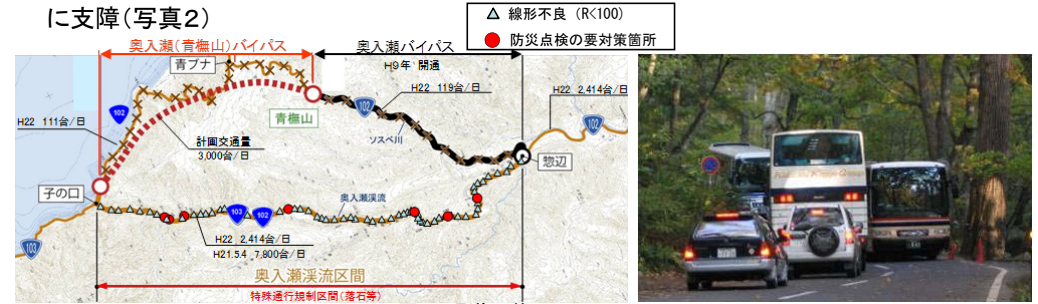 に支障（写真２）
線形不良（R<100）
防災点検の要対策箇所
奥入瀬（青橅山）バイパス
奥入瀬バイパス
H9年 開通
青ブナ
102
H22 119台/日
H22 2,414台/日
102
102
H22 111台/日
青橅山
計画交通量
3,000台/日
ソスベ川
惣辺
子の口
奥入瀬渓流
103
102
103
H22 2,414台/日
H21.5.4 7,800台/日
奥入瀬渓流区間
特殊通行規制区間（落石等）